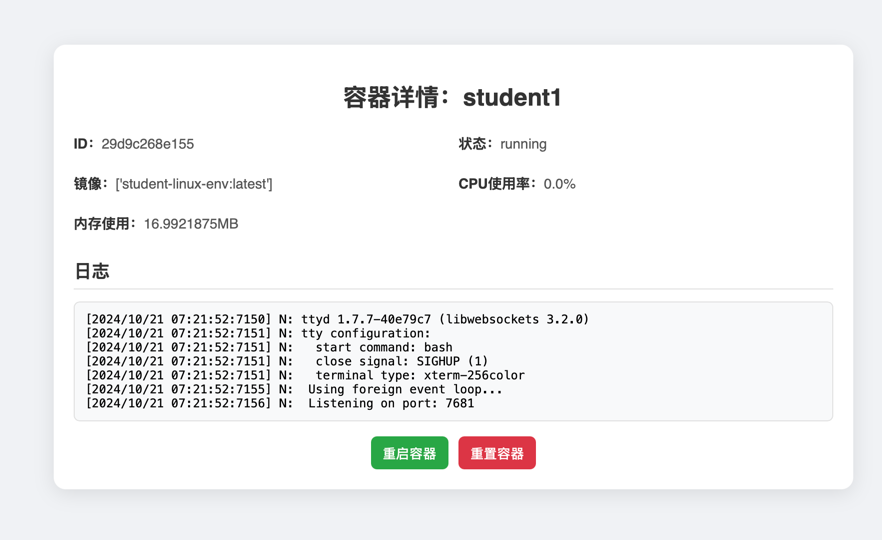 容器详情：student1
ID：29d9c268e155
状态：running
镜像：['student-linux-env:latest']
CPU使用率：0.0%
内存使用：16.9921875MB
日志
[2024/10/21 07:21:52:7150] N: ttyd 1.7.7-40e79c7 (libwebsockets 3.2.0)
[2024/10/21 07:21:52:7151] N: tty configuration:
[2024/10/21 07:21:52:7151] N:   start command: bash
[2024/10/21 07:21:52:7151] N:   close signal: SIGHUP (1)
[2024/10/21 07:21:52:7151] N:   terminal type: xterm-256color
[2024/10/21 07:21:52:7155] N:  Using foreign event loop...
[2024/10/21 07:21:52:7156] N:  Listening on port: 7681
重启容器
重置容器